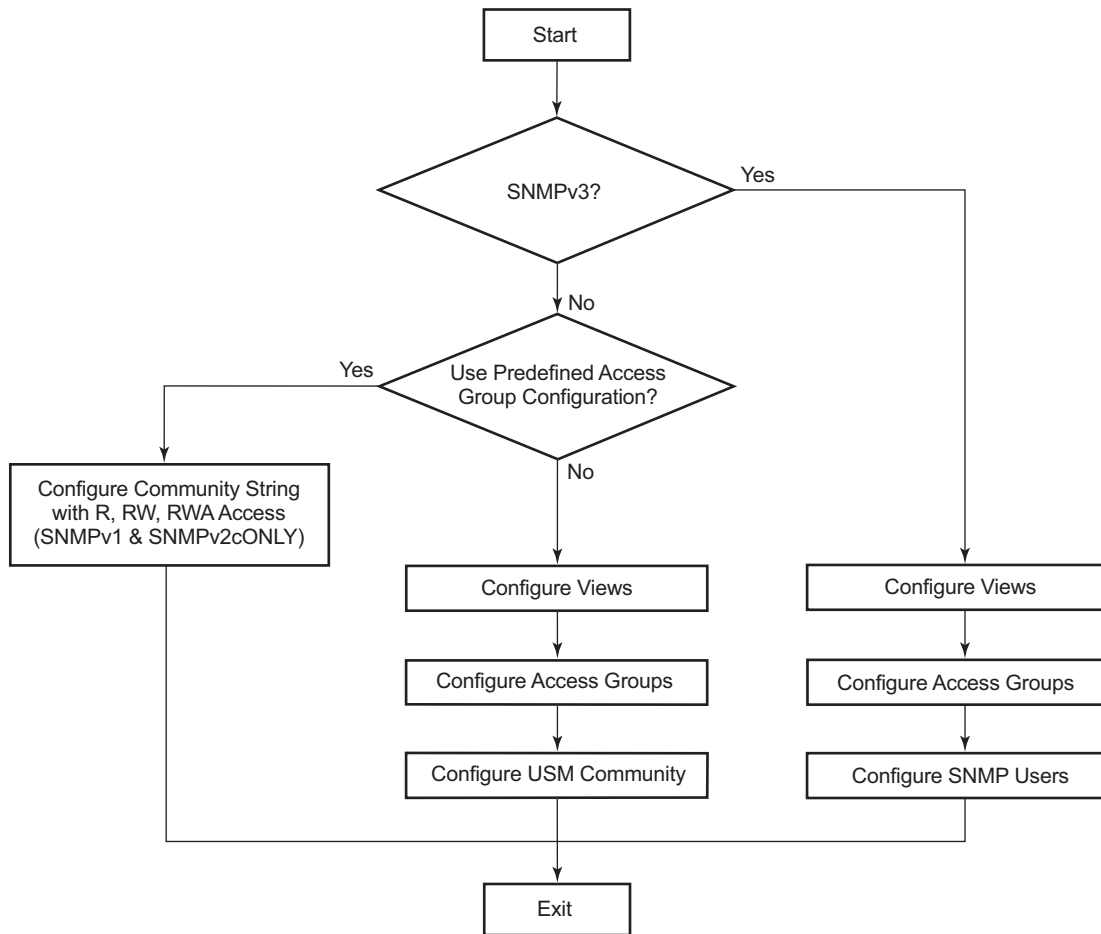 Start
SNMPv3?
Yes
No
Yes
Use Predefined Access
Group Configuration?
No
Configure Community String
with R, RW, RWA Access
(SNMPv1 & SNMPv2cONLY)
Configure Views
Configure Views
Configure Access Groups
Configure Access Groups
Configure USM Community
Configure SNMP Users
Exit